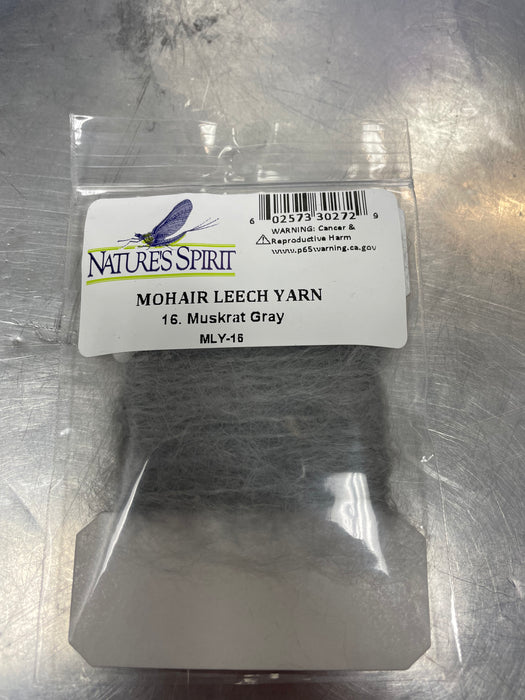 6 02573 30272 9
WARNING: Cancer &
Reproductive Harm
www.p65warning.ca.gov
NATURE'S SPIRIT
MOHAIR LEECH YARN
16. Muskrat Gray
MLY-16